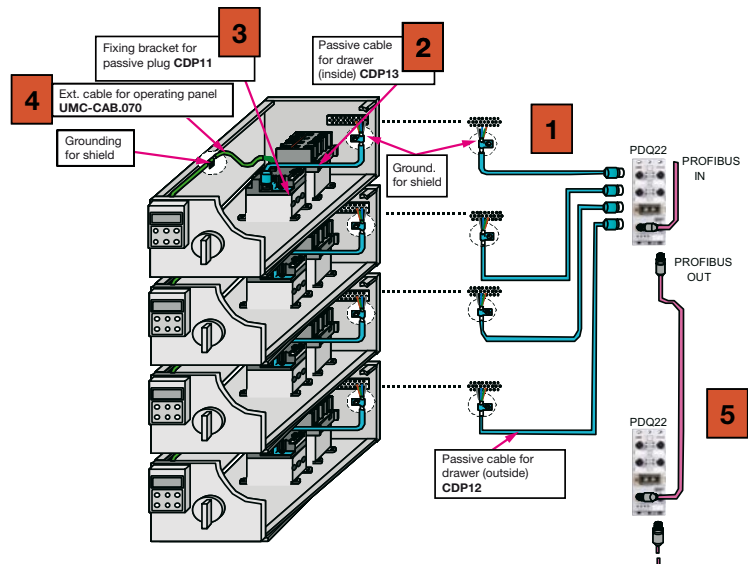 3
Fixing bracket for
passive plug CDP11
2
Passive cable
for drawer
(inside) CDP13
4
Ext. cable for operating panel
UMC-CAB.070
Grounding
for shield
1
Ground.
for shield
PDQ22
PROFIBUS
IN
PROFIBUS
OUT
5
PDQ22
Passive cable for
drawer (outside)
CDP12